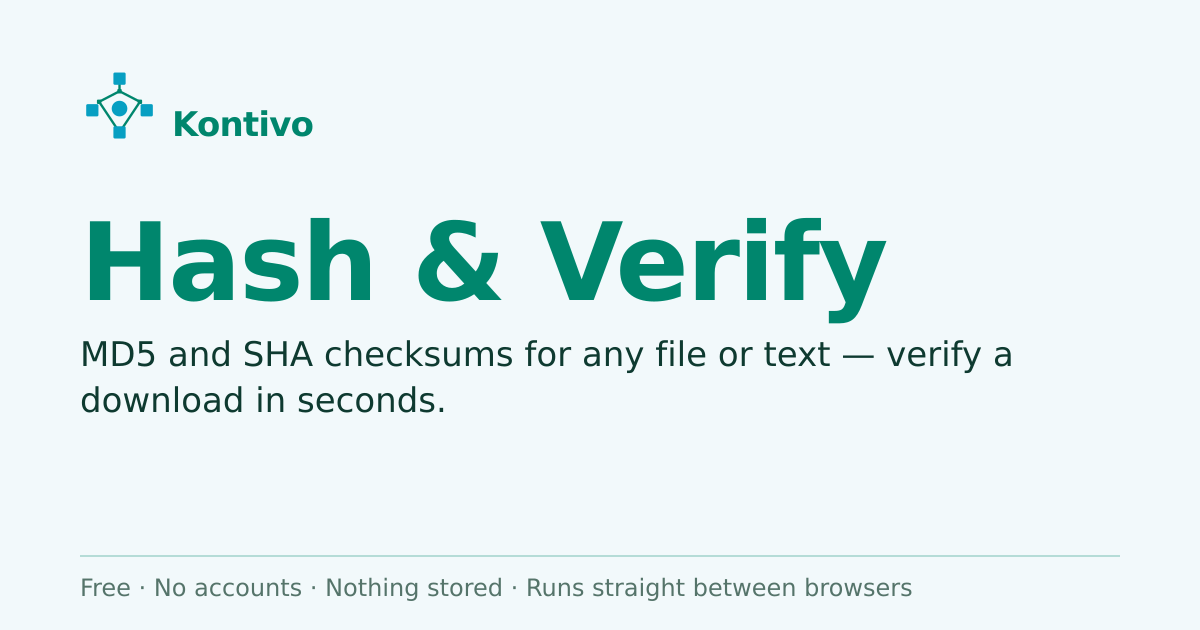 Kontivo
Hash & Verify
MD5 and SHA checksums for any file or text — verify a
download in seconds.
Free · No accounts · Nothing stored · Runs straight between browsers